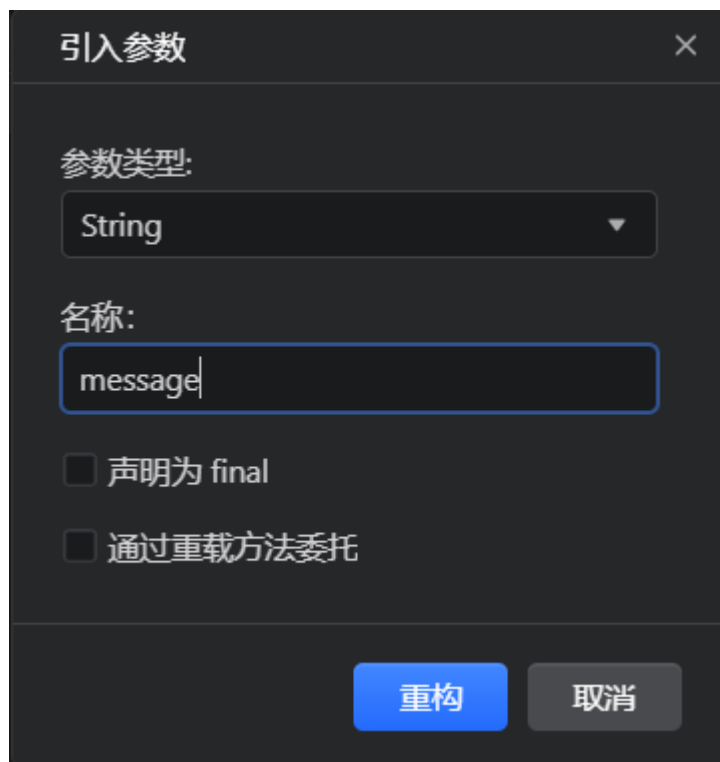 引入参数
参数类型:
String
名称:
message
声明为 final
通过重载方法委托
重构
取消